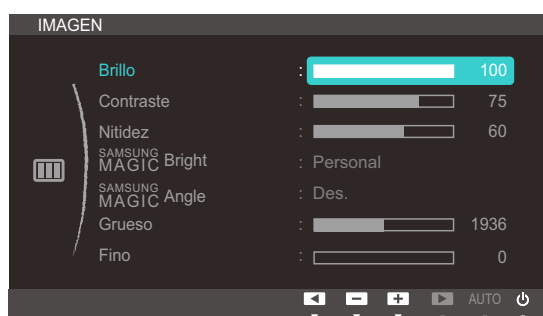 IMAGEN
Brillo : 100
Contraste : 75
Nitidez : 60
SAMSUNG MAGIC Bright : Personal
SAMSUNG MAGIC Angle : Des.
Grueso : 1936
Fino : 0
AUTO